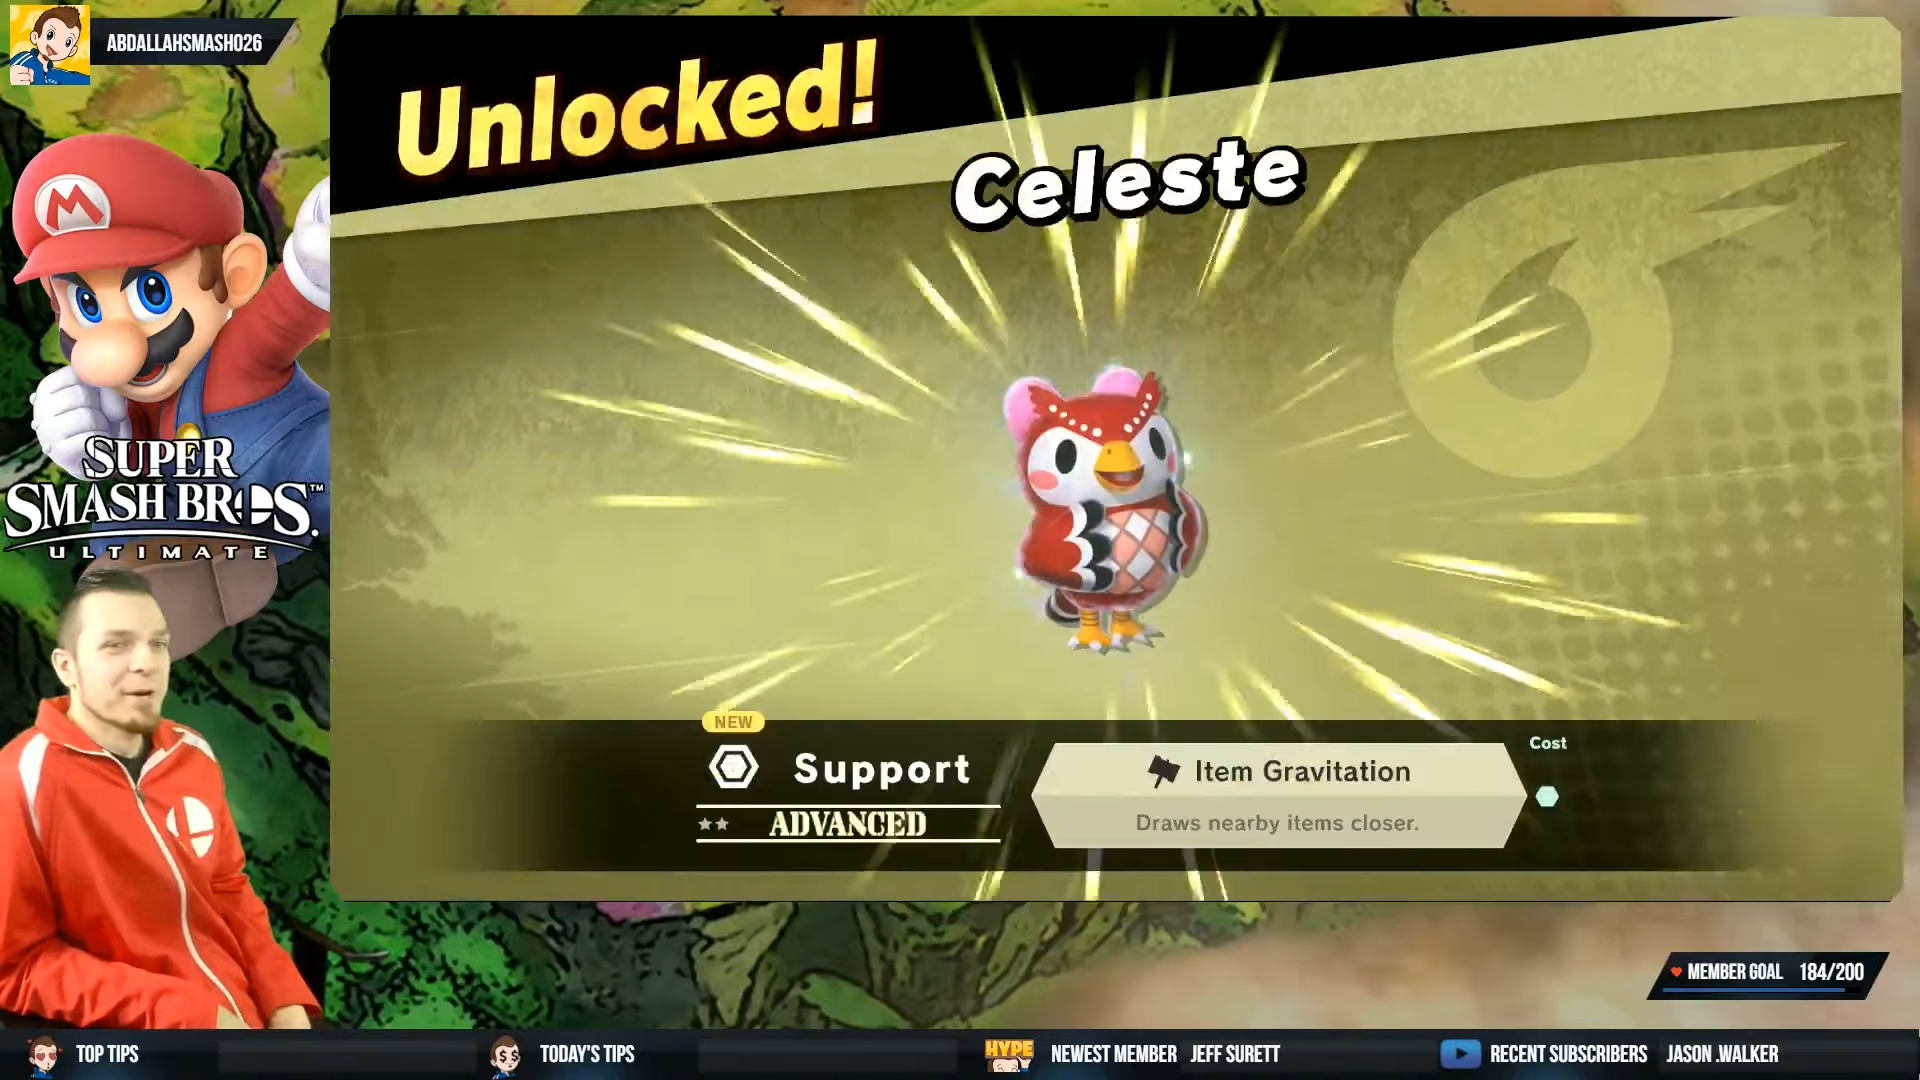 ABDALLAHSMASH026
Unlocked!
Celeste
M
SUPER
SMASH BROS.™
ULTIMATE
NEW
Support
★★ ADVANCED
Item Gravitation
Draws nearby items closer.
Cost
MEMBER GOAL 184/200
TOP TIPS
TODAY'S TIPS
HYPE
NEWEST MEMBER JEFF SURETT
RECENT SUBSCRIBERS JASON .WALKER